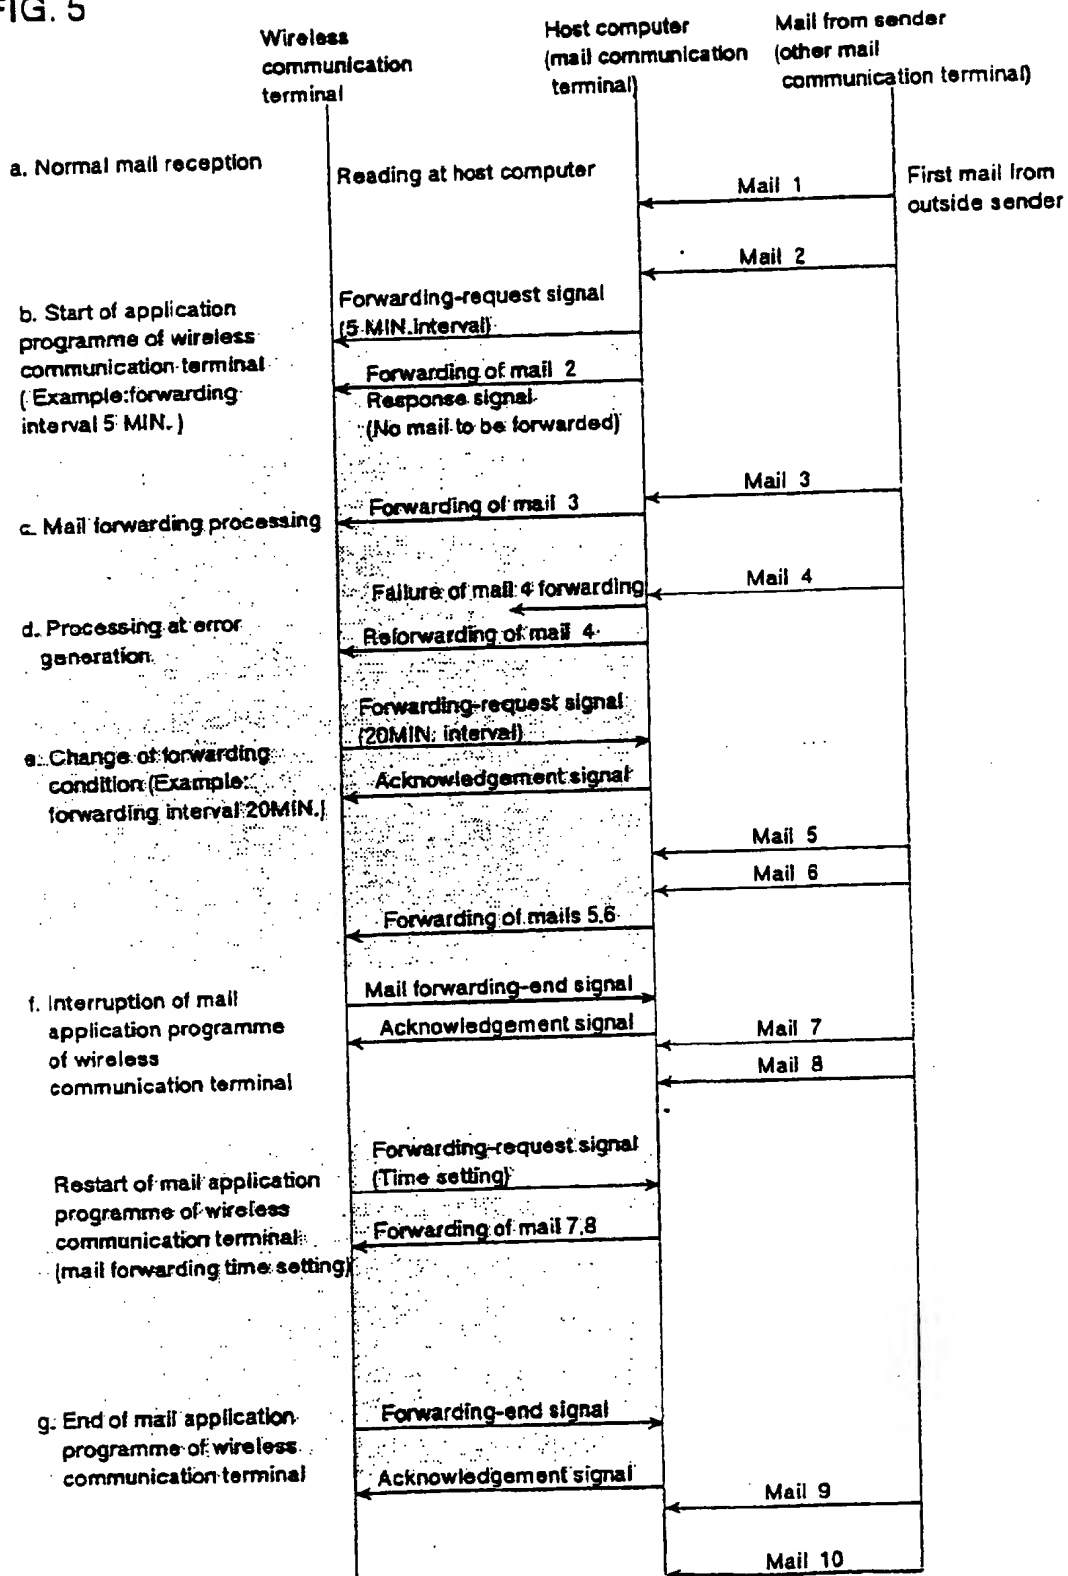 FIG. 5
Wireless
communication
terminal
Host computer
(mail communication
terminal)
Mail from sender
(other mail
communication terminal)
a. Normal mail reception
Reading at host computer
Mail 1
First mail from
outside sender
Mail 2
b. Start of application
programme of wireless
communication terminal
(Example:forwarding
interval 5 MIN.)
Forwarding-request signal
(5 MIN.interval)
Forwarding of mail 2
Response signal
(No mail to be forwarded)
Mail 3
c. Mail forwarding processing
Forwarding of mail 3
Mail 4
Failure of mail 4 forwarding
d. Processing at error
generation
Reforwarding of mail 4
Forwarding-request signal
(20MIN. interval)
e. Change of forwarding
condition (Example:
forwarding interval 20MIN.)
Acknowledgement signal
Mail 5
Mail 6
Forwarding of mails 5,6
f. Interruption of mail
application programme
of wireless
communication terminal
Mail forwarding-end signal
Acknowledgement signal
Mail 7
Mail 8
Forwarding-request signal
(Time setting)
Restart of mail application
programme of wireless
communication terminal
(mail forwarding time setting)
Forwarding of mail 7,8
g. End of mail application
programme of wireless
communication terminal
Forwarding-end signal
Acknowledgement signal
Mail 9
Mail 10